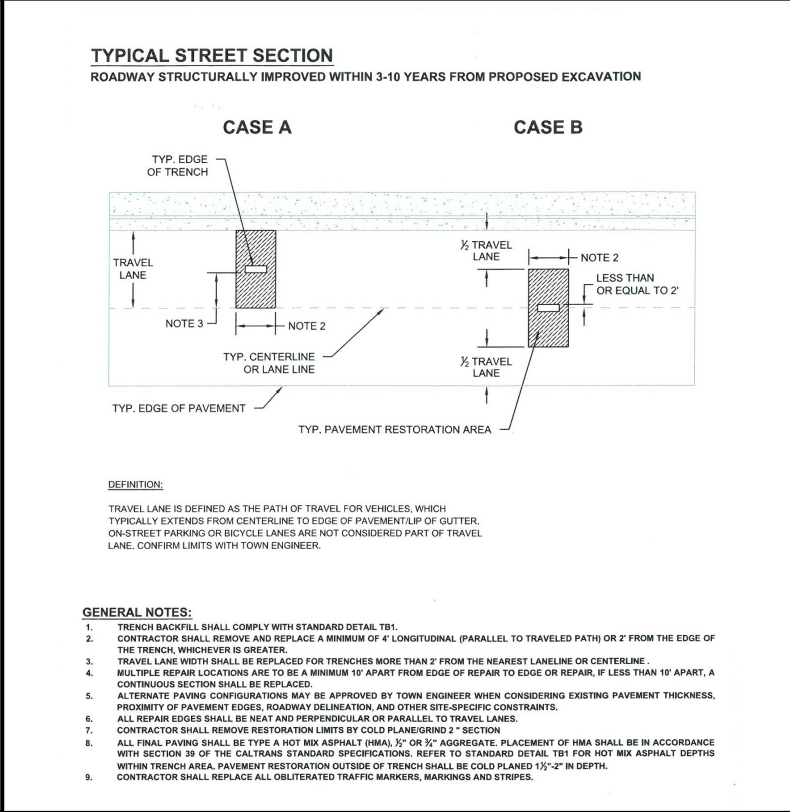 TYPICAL STREET SECTION
ROADWAY STRUCTURALLY IMPROVED WITHIN 3-10 YEARS FROM PROPOSED EXCAVATION
CASE A
CASE B
TYP. EDGE
OF TRENCH
TRAVEL
LANE
NOTE 3
NOTE 2
½ TRAVEL
LANE
NOTE 2
LESS THAN
OR EQUAL TO 2'
TYP. CENTERLINE
OR LANE LINE
½ TRAVEL
LANE
TYP. EDGE OF PAVEMENT
TYP. PAVEMENT RESTORATION AREA
DEFINITION:
TRAVEL LANE IS DEFINED AS THE PATH OF TRAVEL FOR VEHICLES, WHICH
TYPICALLY EXTENDS FROM CENTERLINE TO EDGE OF PAVEMENT/LIP OF GUTTER.
ON-STREET PARKING OR BICYCLE LANES ARE NOT CONSIDERED PART OF TRAVEL
LANE. CONFIRM LIMITS WITH TOWN ENGINEER.
GENERAL NOTES:
1. TRENCH BACKFILL SHALL COMPLY WITH STANDARD DETAIL TB1.
2. CONTRACTOR SHALL REMOVE AND REPLACE A MINIMUM OF 4' LONGITUDINAL (PARALLEL TO TRAVELED PATH) OR 2' FROM THE EDGE OF
THE TRENCH, WHICHEVER IS GREATER.
3. TRAVEL LANE WIDTH SHALL BE REPLACED FOR TRENCHES MORE THAN 2' FROM THE NEAREST LANELINE OR CENTERLINE .
4. MULTIPLE REPAIR LOCATIONS ARE TO BE A MINIMUM 10' APART FROM EDGE OF REPAIR TO EDGE OR REPAIR, IF LESS THAN 10' APART, A
CONTINUOUS SECTION SHALL BE REPLACED.
5. ALTERNATE PAVING CONFIGURATIONS MAY BE APPROVED BY TOWN ENGINEER WHEN CONSIDERING EXISTING PAVEMENT THICKNESS,
PROXIMITY OF PAVEMENT EDGES, ROADWAY DELINEATION, AND OTHER SITE-SPECIFIC CONSTRAINTS.
6. ALL REPAIR EDGES SHALL BE NEAT AND PERPENDICULAR OR PARALLEL TO TRAVEL LANES.
7. CONTRACTOR SHALL REMOVE RESTORATION LIMITS BY COLD PLANE/GRIND 2 " SECTION
8. ALL FINAL PAVING SHALL BE TYPE A HOT MIX ASPHALT (HMA), ½" OR ¾" AGGREGATE. PLACEMENT OF HMA SHALL BE IN ACCORDANCE
WITH SECTION 39 OF THE CALTRANS STANDARD SPECIFICATIONS. REFER TO STANDARD DETAIL TB1 FOR HOT MIX ASPHALT DEPTHS
WITHIN TRENCH AREA. PAVEMENT RESTORATION OUTSIDE OF TRENCH SHALL BE COLD PLANED 1½"-2" IN DEPTH.
9. CONTRACTOR SHALL REPLACE ALL OBLITERATED TRAFFIC MARKERS, MARKINGS AND STRIPES.